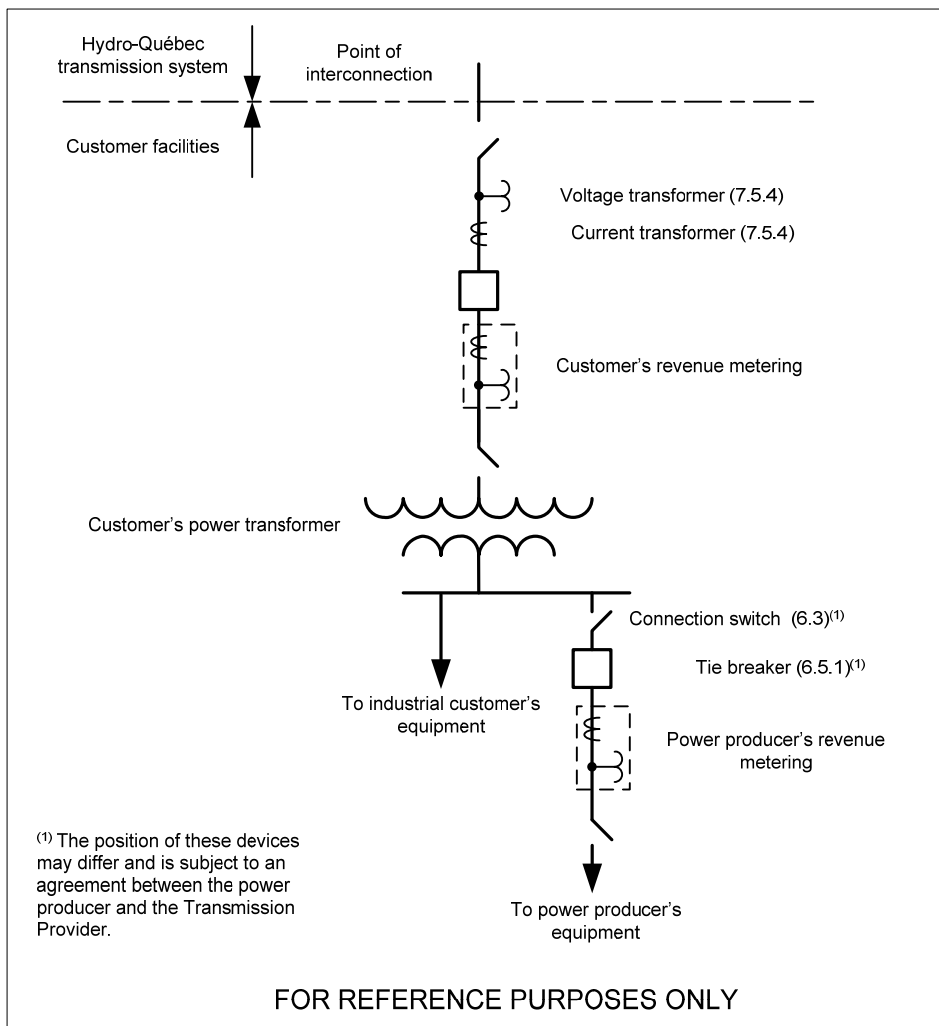 Hydro-Québec
transmission system
Point of
interconnection
Customer facilities
Voltage transformer (7.5.4)
Current transformer (7.5.4)
Customer's revenue metering
Customer's power transformer
Connection switch (6.3)(1)
Tie breaker (6.5.1)(1)
To industrial customer's
equipment
Power producer's revenue
metering
(1) The position of these devices
may differ and is subject to an
agreement between the power
producer and the Transmission
Provider.
To power producer's
equipment
FOR REFERENCE PURPOSES ONLY